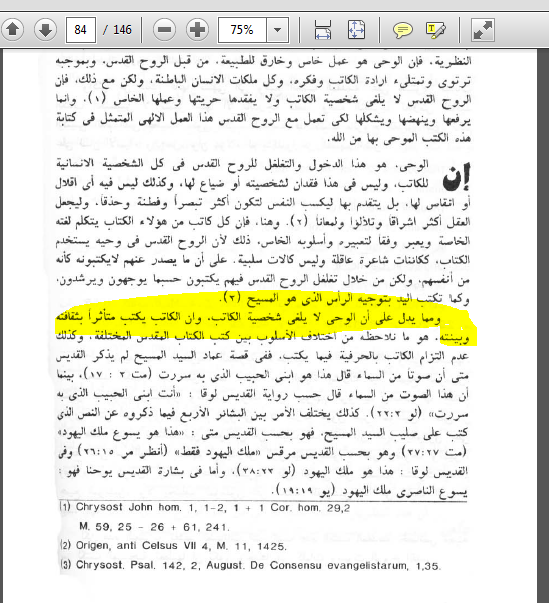 84 / 146
75%
النظرية. فإن الوحي هو عمل خاس وخارق للطبيعة. من قبل الروح القدس. وبموجبه
ترتوى وتمتلىء ارادة الكاتب وفكره. وكل ملكات الانسان الباطنة. ولكن مع ذلك. فإن
الروح القدس لا يلغى شخصية الكاتب ولا يفقدها حريتها وعملها الخاس (١). وانما
يرفعها وينهضها ويشكلها لكى تعمل مع الروح القدس هذا العمل الالهى المتمثل فى كتابة
هذه الكتب الموحى بها من الله.
إن الوحى. هو هذا الدخول والتغلغل للروح القدس فى كل الشخصية الانسانية
للكاتب. وليس فى هذا فقدان لشخصيته أو ضياع لها. وكذلك ليس فيه أى اقلال
أو انتقاس لها. بل يتقدم بها ليكسب النفس لتكون أكثر تبصراً وفطنة وحذقاً. وليجعل
العقل أكثر اشراقا وتلألؤا ولمعانا (٢). وهنا. فإن كل كاتب من هؤلاء الكتاب يتكلم لغته
الخاصة ويعبر وفقاً لتعبيره وأسلوبه الخاس. ذلك لأن الروح القدس فى وحيه يستخدم
الكتاب. ككائنات شاعرة عاقلة وليس كالات سلبية. على أن ما يصدر عنهم لايكتبونه كأنه
من أنفسهم. ولكن من خلال تغلغل الروح القدس فيهم يكتبون حسبما يوجهون ويرشدون.
وكما تكتب اليد بتوجيه الرأس الذى هو المسيح (٣).
ومما يدل على أن الوحى لا يلغى شخصية الكاتب. وان الكاتب يكتب متأثراً بثقافته
وبيئته. هو ما نلاحظه من اختلاف الأسلوب بين كتب الكتاب المقدس المختلفة. وكذلك
عدم التزام الكاتب بالحرفية فيما يكتب. ففى قصة عماد السيد المسيح لم يذكر القديس
متى أن صوتاً من السماء قال هذا هو ابنى الحبيب الذى به سررت (مت ٣ : ١٧). بينما
أن هذا الصوت من السماء قال حسب رواية القديس لوقا : «أنت ابنى الحبيب الذى به
سررت» (لو ٣:٢٢). كذلك يختلف الأمر بين البشائر الأربع فيما ذكروه عن النص الذى
كتب على صليب السيد المسيح. فهو بحسب القديس متى : «هذا هو يسوع ملك اليهود»
(مت ٢٧:٣٧) وهو بحسب القديس مرقس «ملك اليهود فقط» (أنظر مر ١٥:٢٦) وفى
القديس لوقا : هذا هو ملك اليهود (لو ٢٣:٣٨). وأما فى بشارة القديس يوحنا فهو :
يسوع الناصرى ملك اليهود (يو ١٩:١٩).
(1) Chrysost John hom. 1, 1-2, 1 + 1 Cor. hom. 29,2
M. 59, 25 - 26 + 61, 241.
(2) Origen, anti Celsus VII 4, M. 11, 1425.
(3) Chrysost. Psal. 142, 2, August. De Consensu evangelistarum, 1,35.